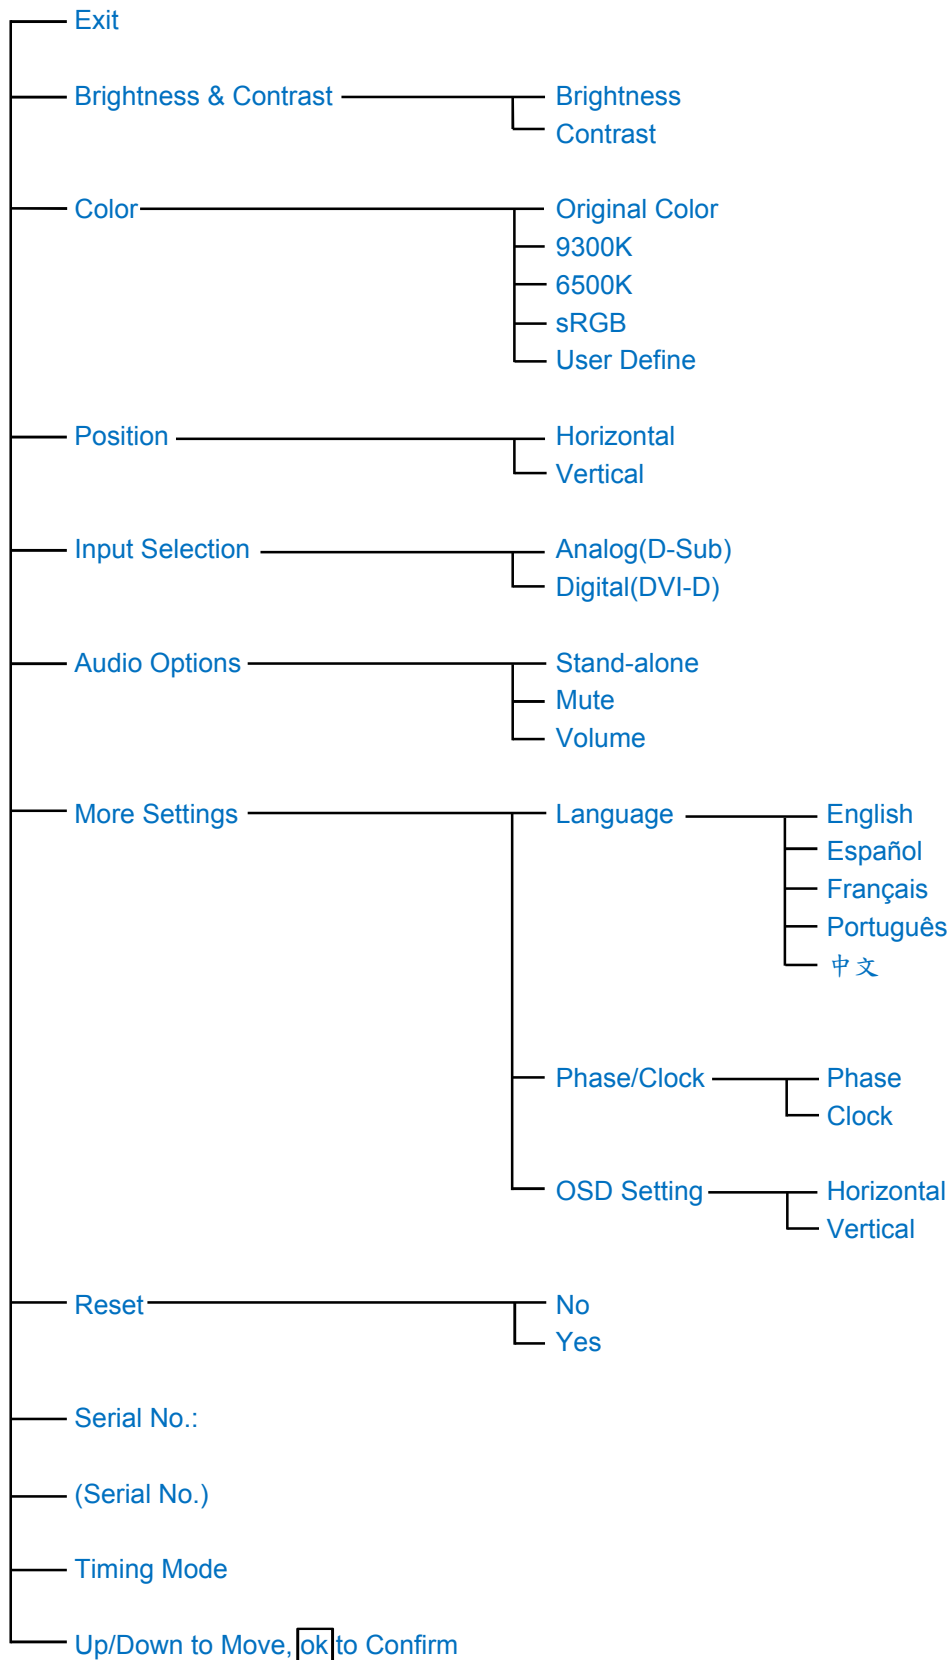 Exit
Brightness & Contrast Brightness
Contrast
Color Original Color
9300K
6500K
sRGB
User Define
Position Horizontal
Vertical
Input Selection Analog(D-Sub)
Digital(DVI-D)
Audio Options Stand-alone
Mute
Volume
More Settings Language English
Español
Français
Português
中文
Phase/Clock Phase
Clock
OSD Setting Horizontal
Vertical
Reset No
Yes
Serial No.:
(Serial No.)
Timing Mode
Up/Down to Move, ok to Confirm